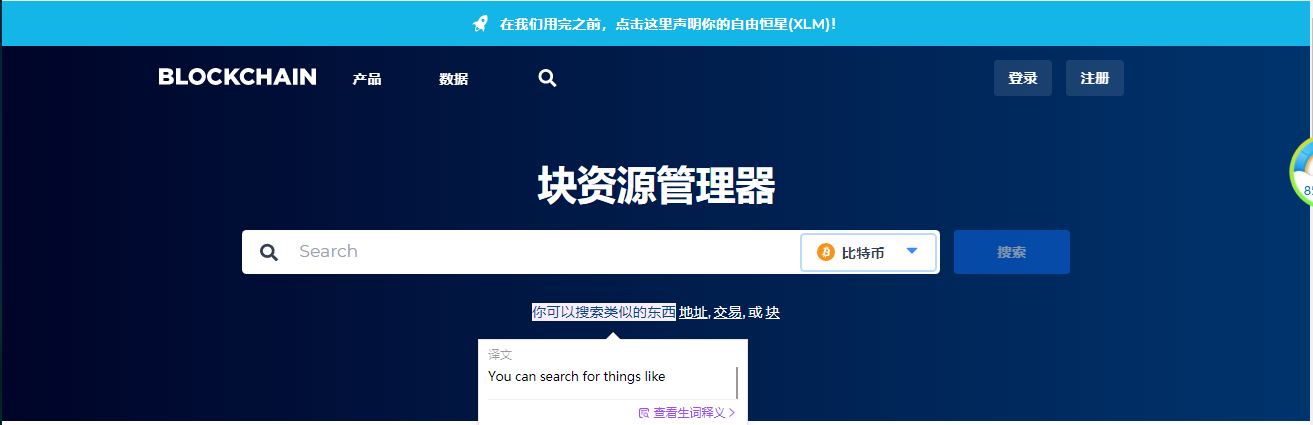 在我们用完之前，点击这里声明你的自由恒星(XLM)！
BLOCKCHAIN 产品 数据 登录 注册
块资源管理器
Search 比特币 搜索
你可以搜索类似的东西 地址, 交易, 或 块
译文
You can search for things like
查看生词释义